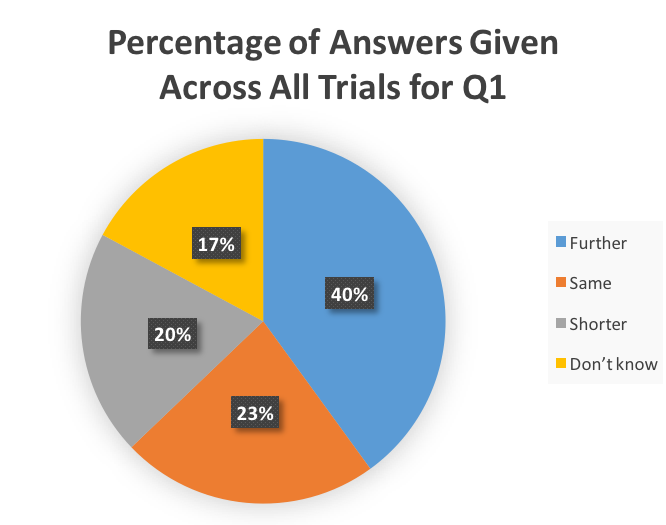 Percentage of Answers Given
Across All Trials for Q1
17%
40%
20%
23%
Further
Same
Shorter
Don’t know